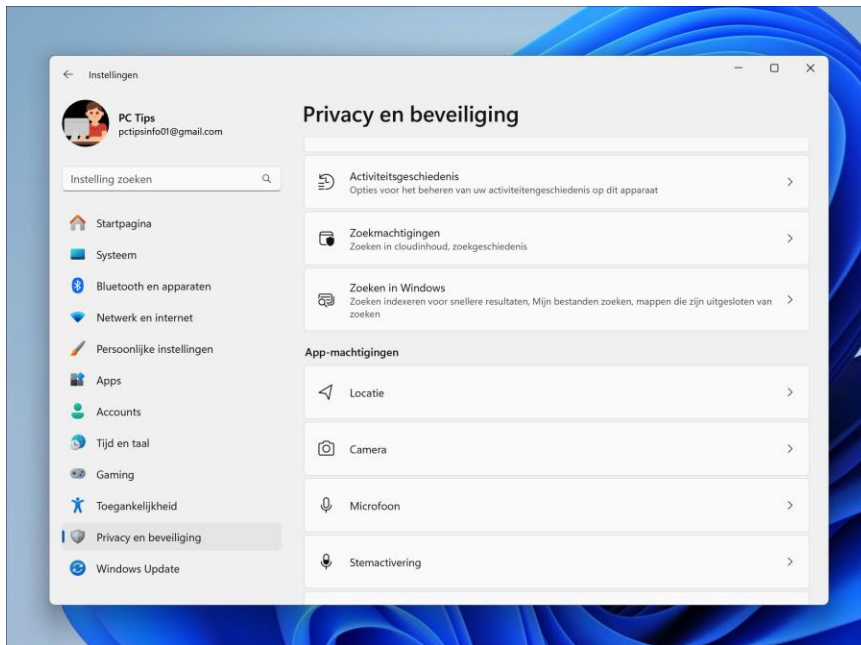 Instellingen
PC Tips
pctipsinfo01@gmail.com
Instelling zoeken
Startpagina
Systeem
Bluetooth en apparaten
Netwerk en internet
Persoonlijke instellingen
Apps
Accounts
Tijd en taal
Gaming
Toegankelijkheid
Privacy en beveiliging
Windows Update
Privacy en beveiliging
Activiteitsgeschiedenis
Opties voor het beheren van uw activiteitengeschiedenis op dit apparaat
Zoekmachtigingen
Zoeken in cloudinhoud, zoekgeschiedenis
Zoeken in Windows
Zoeken indexeren voor snellere resultaten, Mijn bestanden zoeken, mappen die zijn uitgesloten van
zoeken
App-machtigingen
Locatie
Camera
Microfoon
Stemactivering